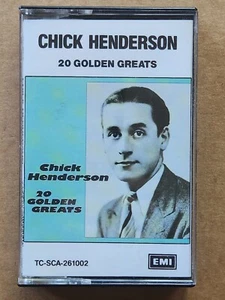 CHICK HENDERSON
20 GOLDEN GREATS
Chick
Henderson
20
GOLDEN
GREATS
TC-SCA-261002
EMI